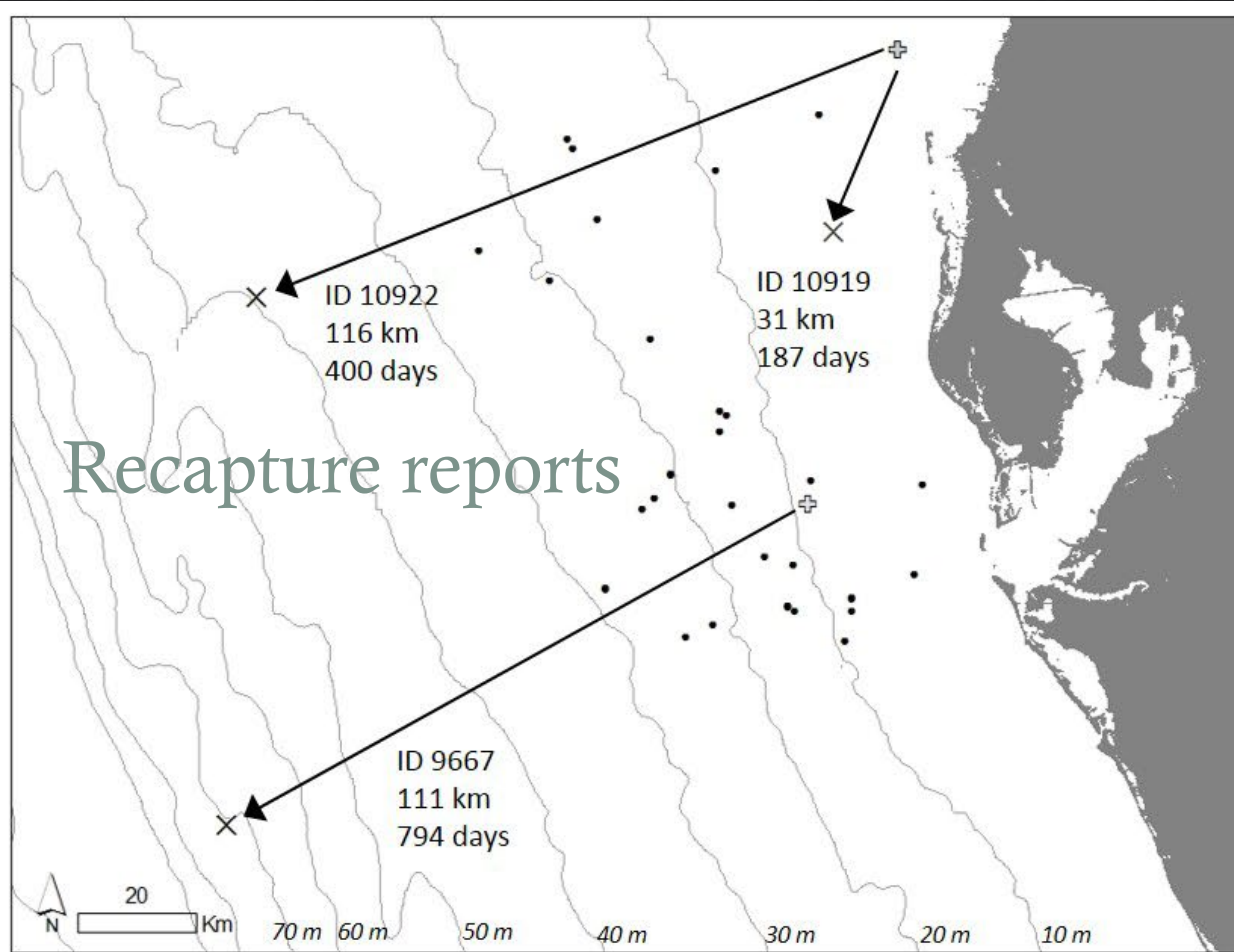 ID 10922
116 km
400 days
ID 10919
31 km
187 days
Recapture reports
ID 9667
111 km
794 days
20
Km
N
70 m 60 m 50 m 40 m 30 m 20 m 10 m